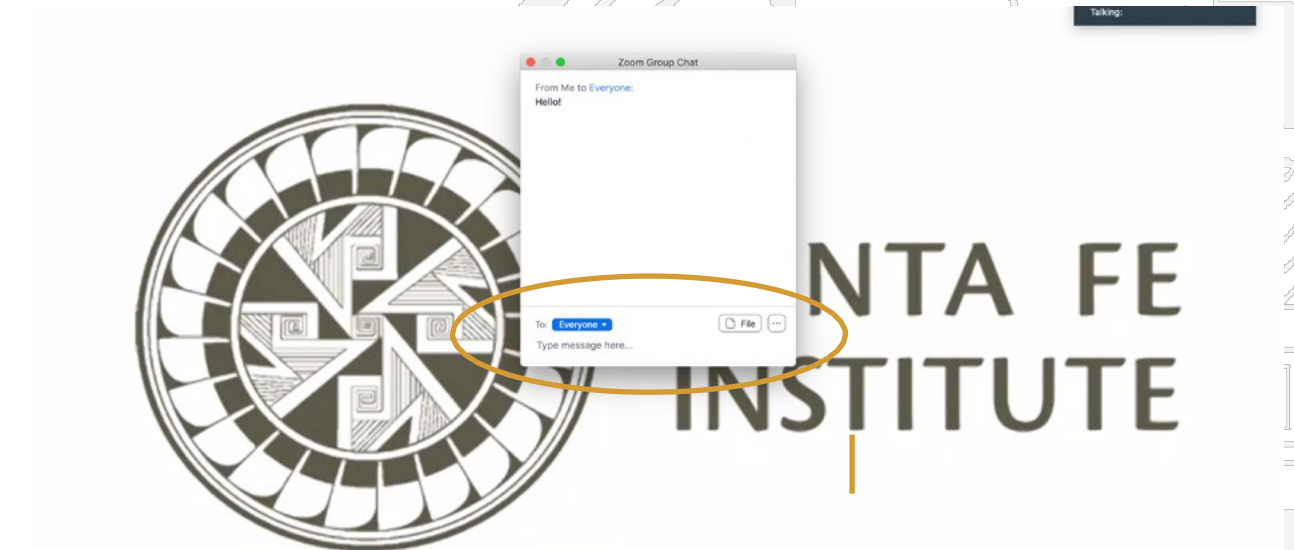 Talking:
Zoom Group Chat
From Me to Everyone:
Hello!
NTA FE
To: Everyone
File
Type message here...
INSTITUTE